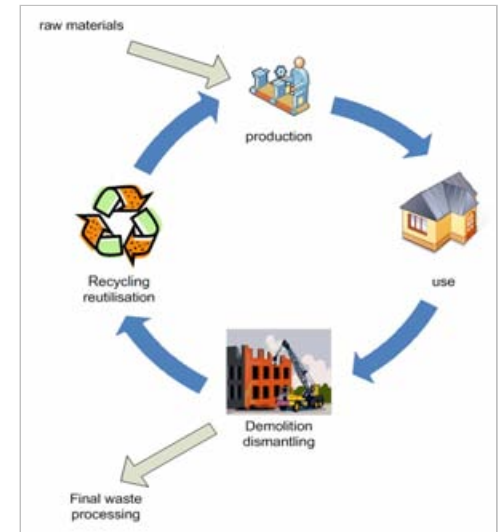 raw materials
production
use
Demolition
dismantling
Recycling
reutilisation
Final waste
processing